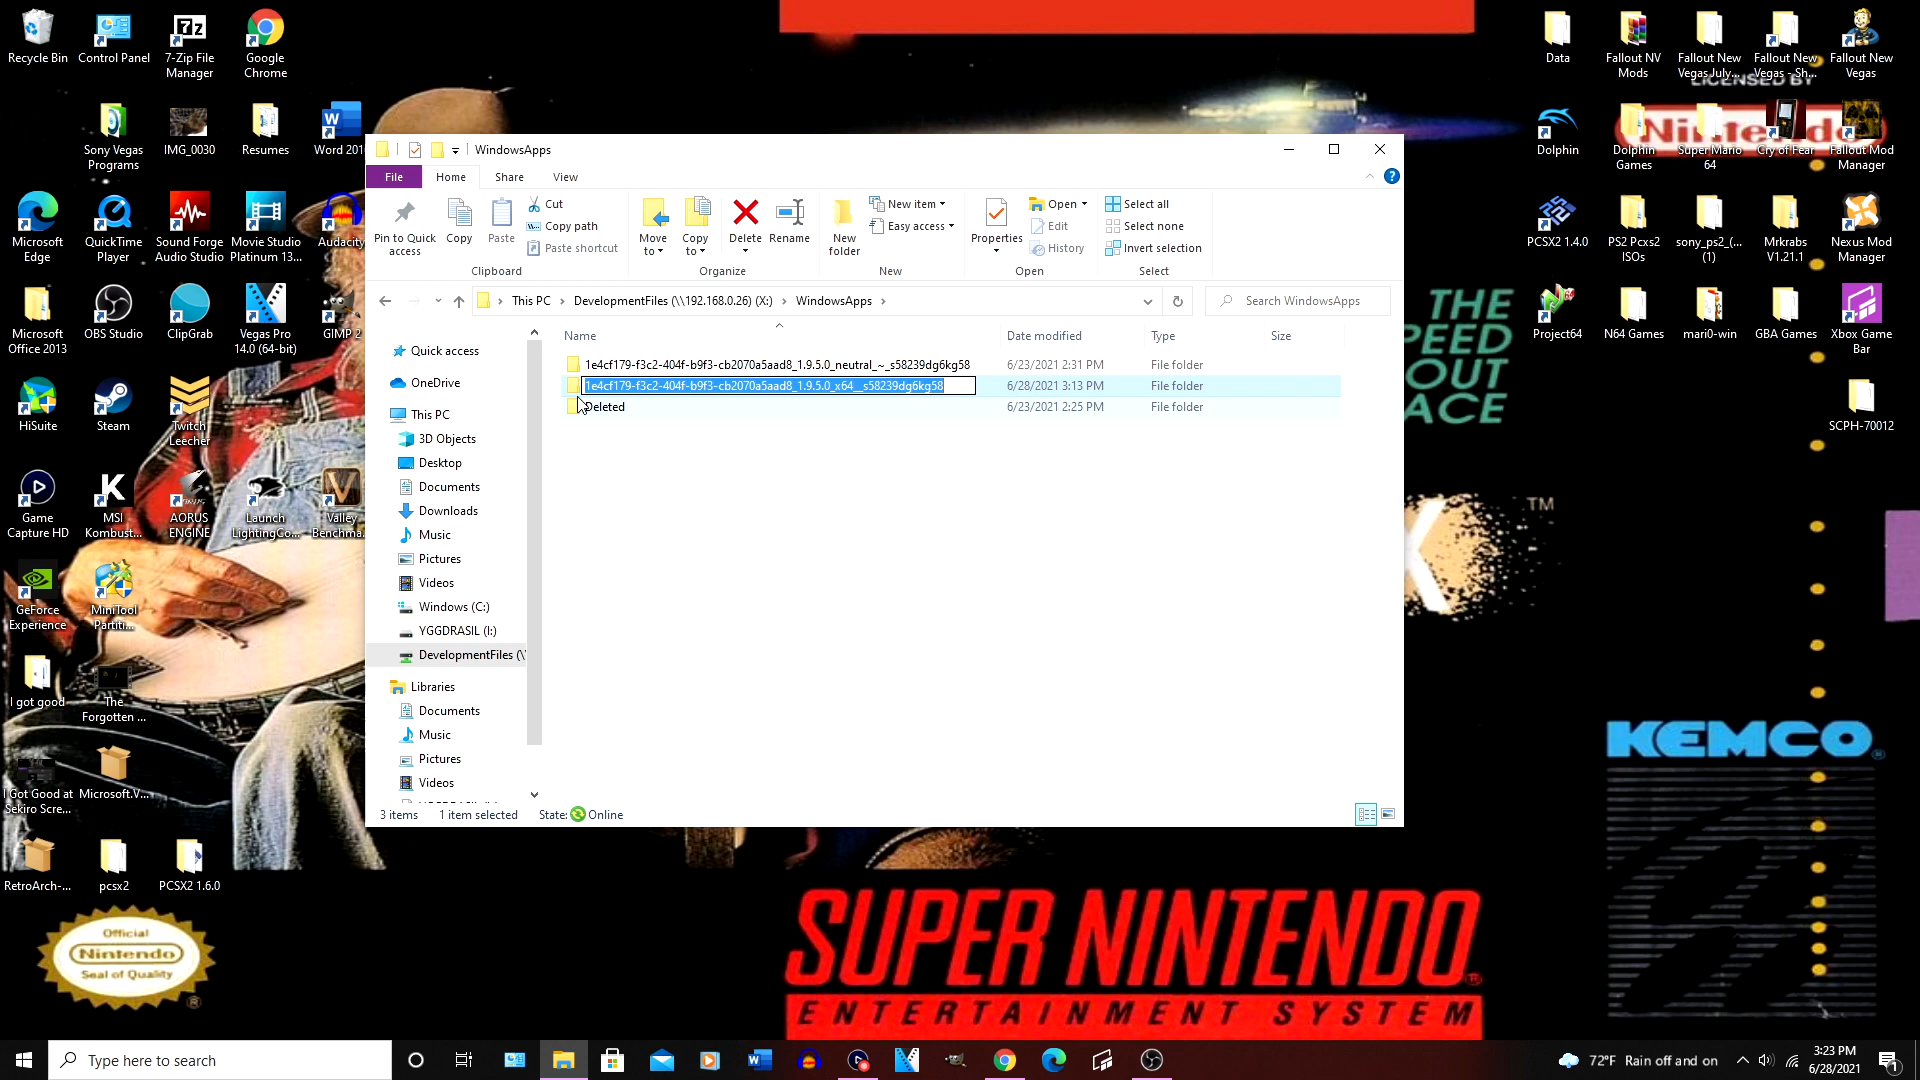 Recycle Bin
Control Panel
7-Zip File
Manager
Google
Chrome
Sony Vegas
Programs
IMG_0030
Resumes
Word 201
Microsoft
Edge
QuickTime
Player
Sound Forge
Audio Studio
Movie Studio
Platinum 13...
Audacity
Microsoft
Office 2013
OBS Studio
ClipGrab
Vegas Pro
14.0 (64-bit)
GIMP 2
HiSuite
Steam
Twitch
Leecher
Game
Capture HD
MSI
Kombust...
AORUS
ENGINE
Launch
LightingCo...
Valley
Benchma
GeForce
Experience
MiniTool
Partiti...
I got good
The
Forgotten ...
I Got Good at
Sekiro Scre...
Microsoft.V...
RetroArch-...
pcsx2
PCSX2 1.6.0
Official
Nintendo
Seal of Quality
WindowsApps
File
Home
Share
View
Pin to Quick
access
Copy
Paste
Cut
Copy path
Paste shortcut
Clipboard
Move
to
Copy
to
Delete
Rename
Organize
New
folder
New item
Easy access
New
Properties
Open
Edit
History
Open
Select all
Select none
Invert selection
Select
This PC
DevelopmentFiles (\\192.168.0.26) (X:)
WindowsApps
Search WindowsApps
Name
Date modified
Type
Size
1e4cf179-f3c2-404f-b9f3-cb2070a5aad8_1.9.5.0_neutral_~_s58239dg6kg58
6/23/2021 2:31 PM
File folder
1e4cf179-f3c2-404f-b9f3-cb2070a5aad8_1.9.5.0_x64__s58239dg6kg58
6/28/2021 3:13 PM
File folder
Deleted
6/23/2021 2:25 PM
File folder
Quick access
OneDrive
This PC
3D Objects
Desktop
Documents
Downloads
Music
Pictures
Videos
Windows (C:)
YGGDRASIL (I:)
DevelopmentFiles (\
Libraries
Documents
Music
Pictures
Videos
3 items
1 item selected
State:
Online
Data
Fallout NV
Mods
Fallout New
Vegas July...
Fallout New
Vegas - Sh...
Fallout New
Vegas
LICENSED BY
Nintendo
Dolphin
Dolphin
Games
Super Mario
64
Cry of Fear
Fallout Mod
Manager
PCSX2 1.4.0
PS2 Pcxs2
ISOs
sony_ps2_(...
(1)
Mrkrabs
V1.21.1
Nexus Mod
Manager
Project64
N64 Games
mari0-win
GBA Games
Xbox Game
Bar
SCPH-70012
THE
PEED
OUT
ACE
TM
KEMCO
SUPER NINTENDO
ENTERTAINMENT SYSTEM
Type here to search
72°F Rain off and on
3:23 PM
6/28/2021
1